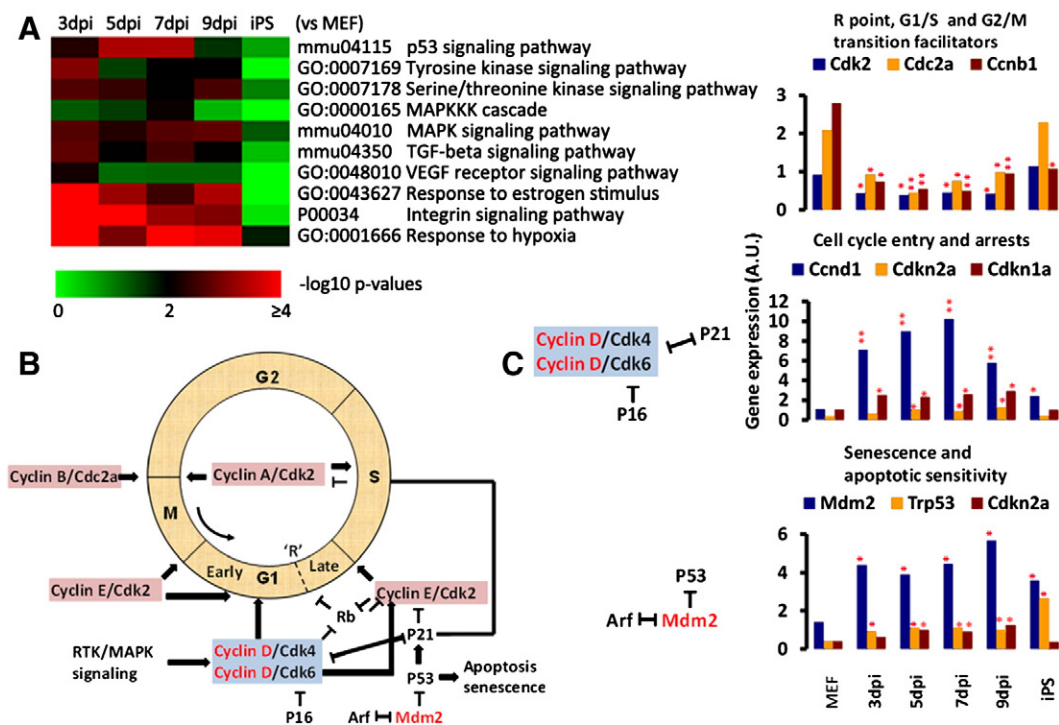 A
3dpi 5dpi 7dpi 9dpi iPS (vs MEF)
mmu04115 p53 signaling pathway
GO:0007169 Tyrosine kinase signaling pathway
GO:0007178 Serine/threonine kinase signaling pathway
GO:0000165 MAPKKK cascade
mmu04010 MAPK signaling pathway
mmu04350 TGF-beta signaling pathway
GO:0048010 VEGF receptor signaling pathway
GO:0043627 Response to estrogen stimulus
P00034 Integrin signaling pathway
GO:0001666 Response to hypoxia
-log10 p-values
0 2 ≥4
B
G2
Cyclin B/Cdc2a
Cyclin A/Cdk2
S
M
'R'
Early
G1
Late
Cyclin E/Cdk2
Cyclin E/Cdk2
Rb
P21
RTK/MAPK
signaling
Cyclin D/Cdk4
Cyclin D/Cdk6
P53
Apoptosis
senescence
P16
Arf
Mdm2
C
Cyclin D/Cdk4
Cyclin D/Cdk6
P21
P16
P53
Arf
Mdm2
Gene expression (A.U.)
R point, G1/S and G2/M
transition facilitators
Cdk2 Cdc2a Ccnb1
3
2
1
0
* * * * * * * * * * * * * * * *
Cell cycle entry and arrests
Ccnd1 Cdkn2a Cdkn1a
12
10
8
6
4
2
0
* * * * * * * * * * * * * * * *
Senescence and
apoptotic sensitivity
Mdm2 Trp53 Cdkn2a
6
4
2
0
* * * * * * * * * * * * *
MEF
3dpi
5dpi
7dpi
9dpi
iPS